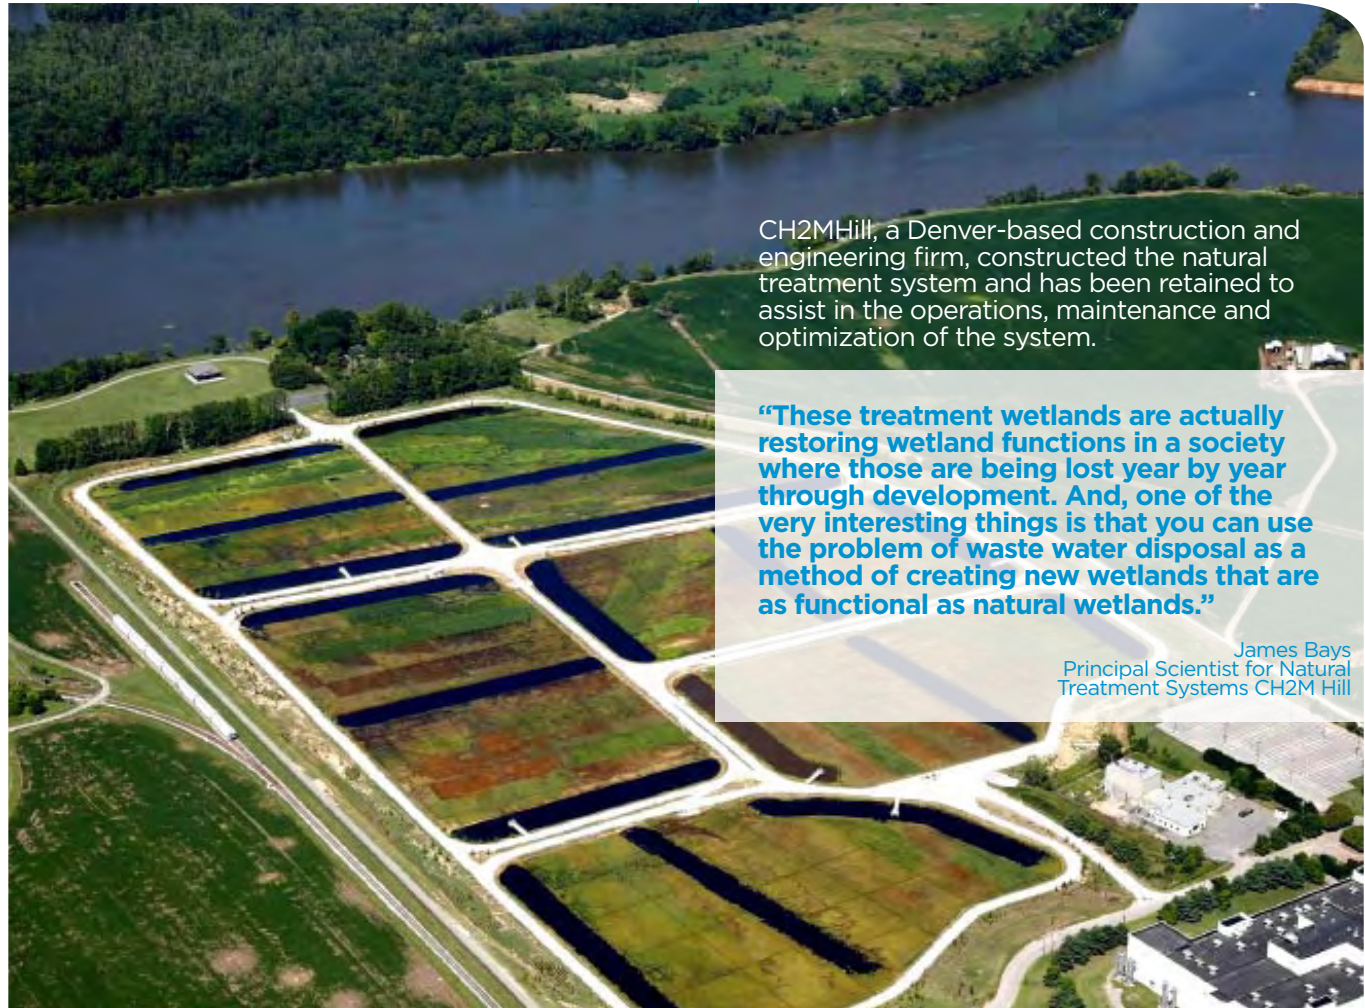 CH2MHill, a Denver-based construction and
engineering firm, constructed the natural
treatment system and has been retained to
assist in the operations, maintenance and
optimization of the system.
“These treatment wetlands are actually
restoring wetland functions in a society
where those are being lost year by year
through development. And, one of the
very interesting things is that you can use
the problem of waste water disposal as a
method of creating new wetlands that are
as functional as natural wetlands.”
James Bays
Principal Scientist for Natural
Treatment Systems CH2M Hill